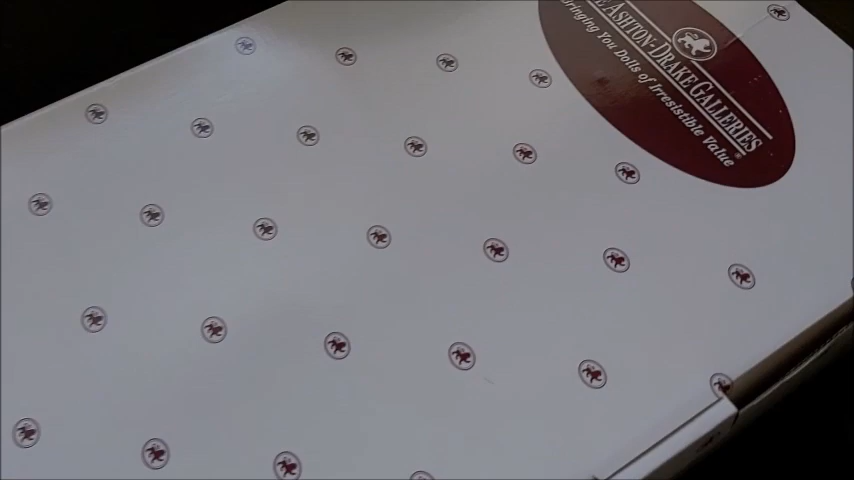 E ASHTON-DRAKE GALLERIES
Bringing You Dolls of Irresistible Value®